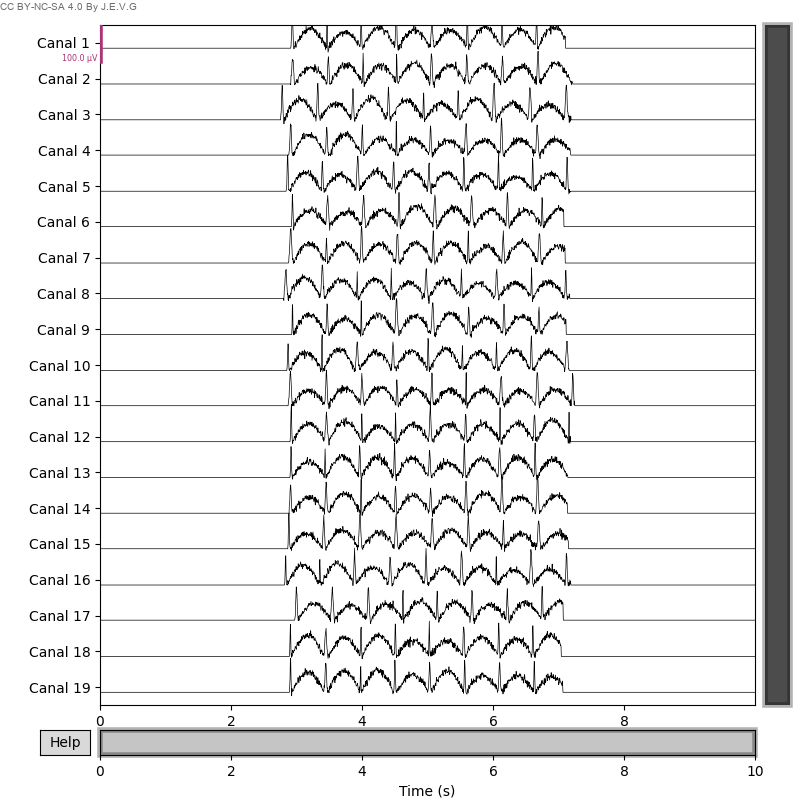 CC BY-NC-SA 4.0 By J.E.V.G
Canal 1
100.0 µV
Canal 2
Canal 3
Canal 4
Canal 5
Canal 6
Canal 7
Canal 8
Canal 9
Canal 10
Canal 11
Canal 12
Canal 13
Canal 14
Canal 15
Canal 16
Canal 17
Canal 18
Canal 19
0 2 4 6 8
Help
0 2 4 6 8 10
Time (s)